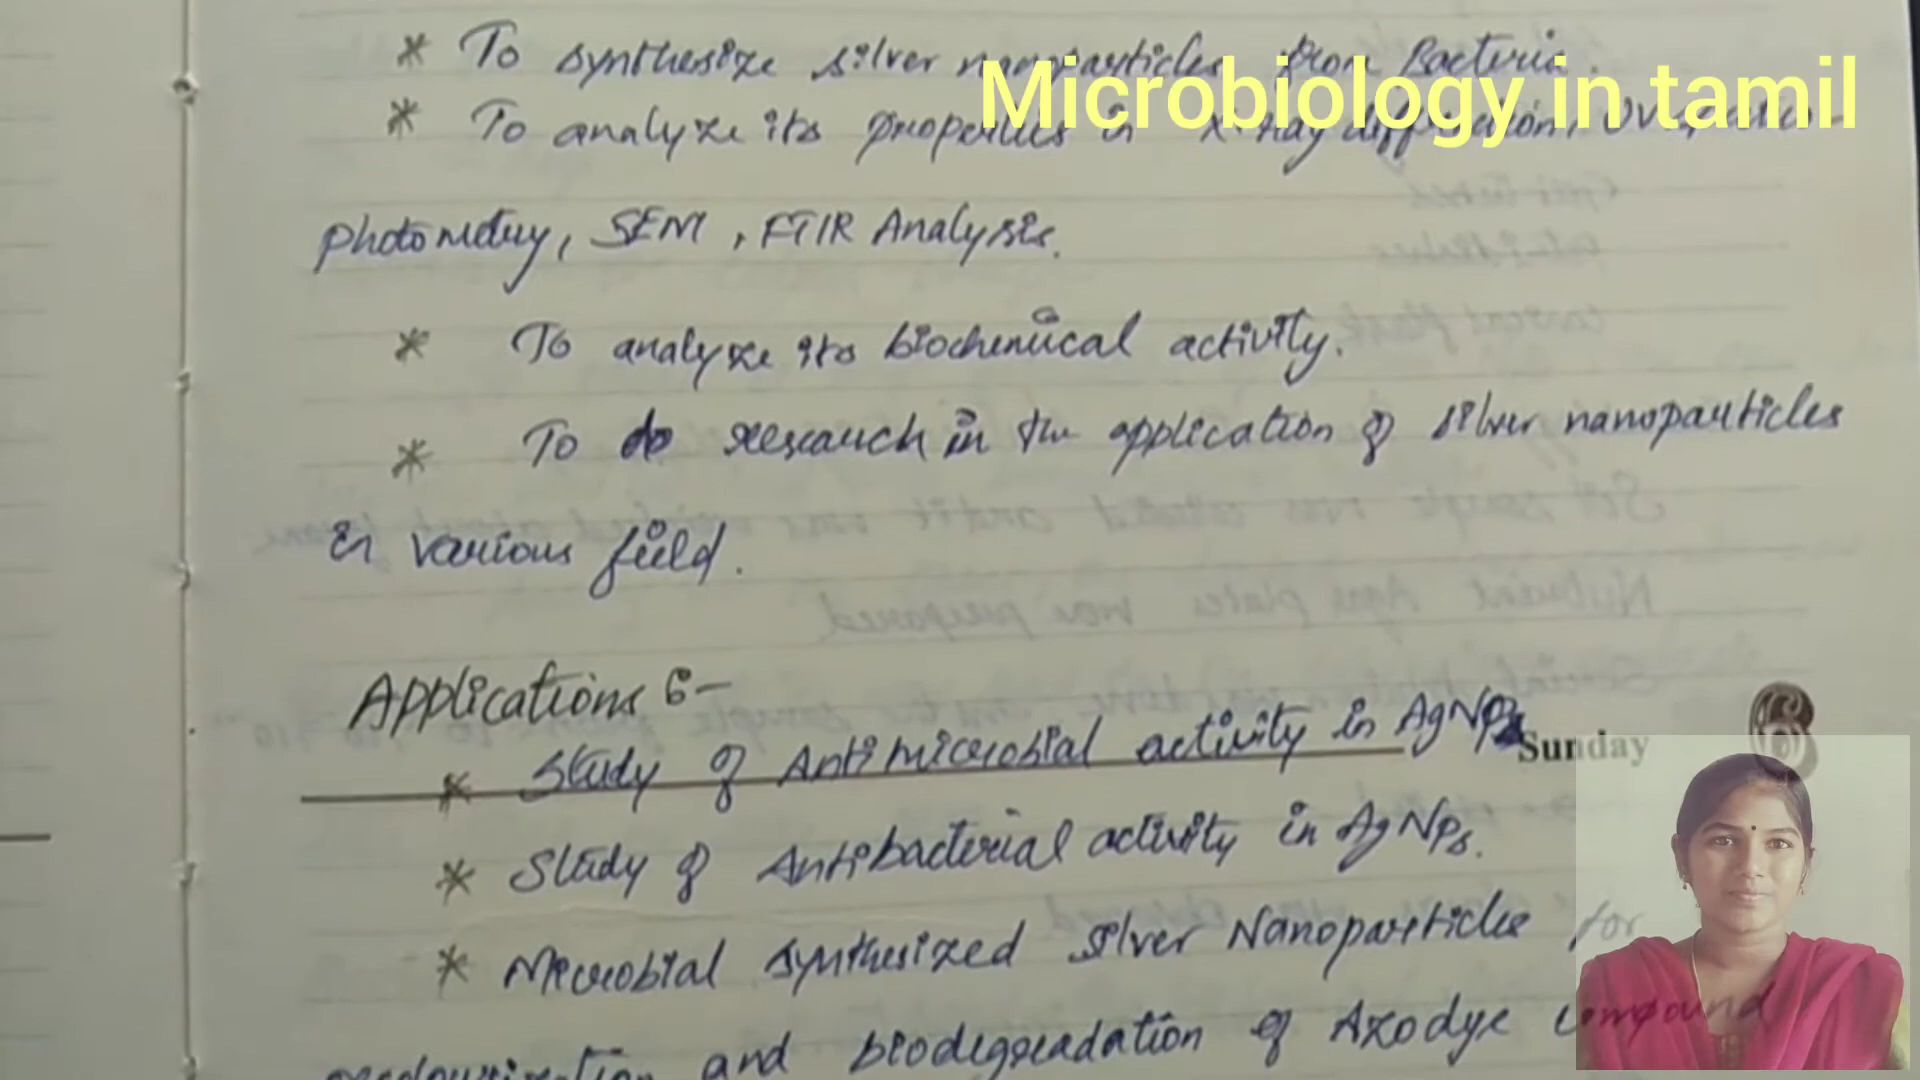 * To synthesize silver nanoparticles from Bacteria.
Microbiology in tamil
* To analyze its properties in X-Ray diffraction, UV
photometry, SEM, FTIR Analysis.
* To analyze its biochemical activity.
* To do research in the application of silver nanoparticles
in various field.
Applications :-
* Study of Antimicrobial activity in AgNPs
Sunday
* Study of Antibacterial activity in AgNPs.
* Microbial synthesized silver Nanoparticles for
and biodegradation of Azodye compound